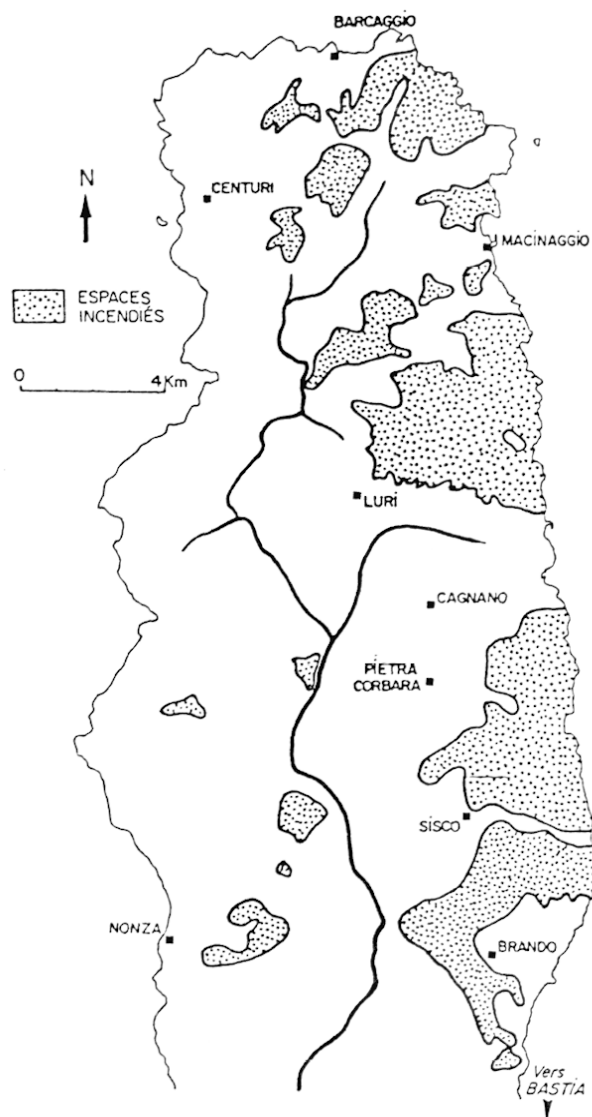 BARCAGGIO
N
CENTURI
MACINAGGIO
ESPACES
INCENDIÉS
0 4 Km
LURI
CAGNANO
PIETRA
CORBARA
SISCO
NONZA
BRANDO
Vers
BASTIA